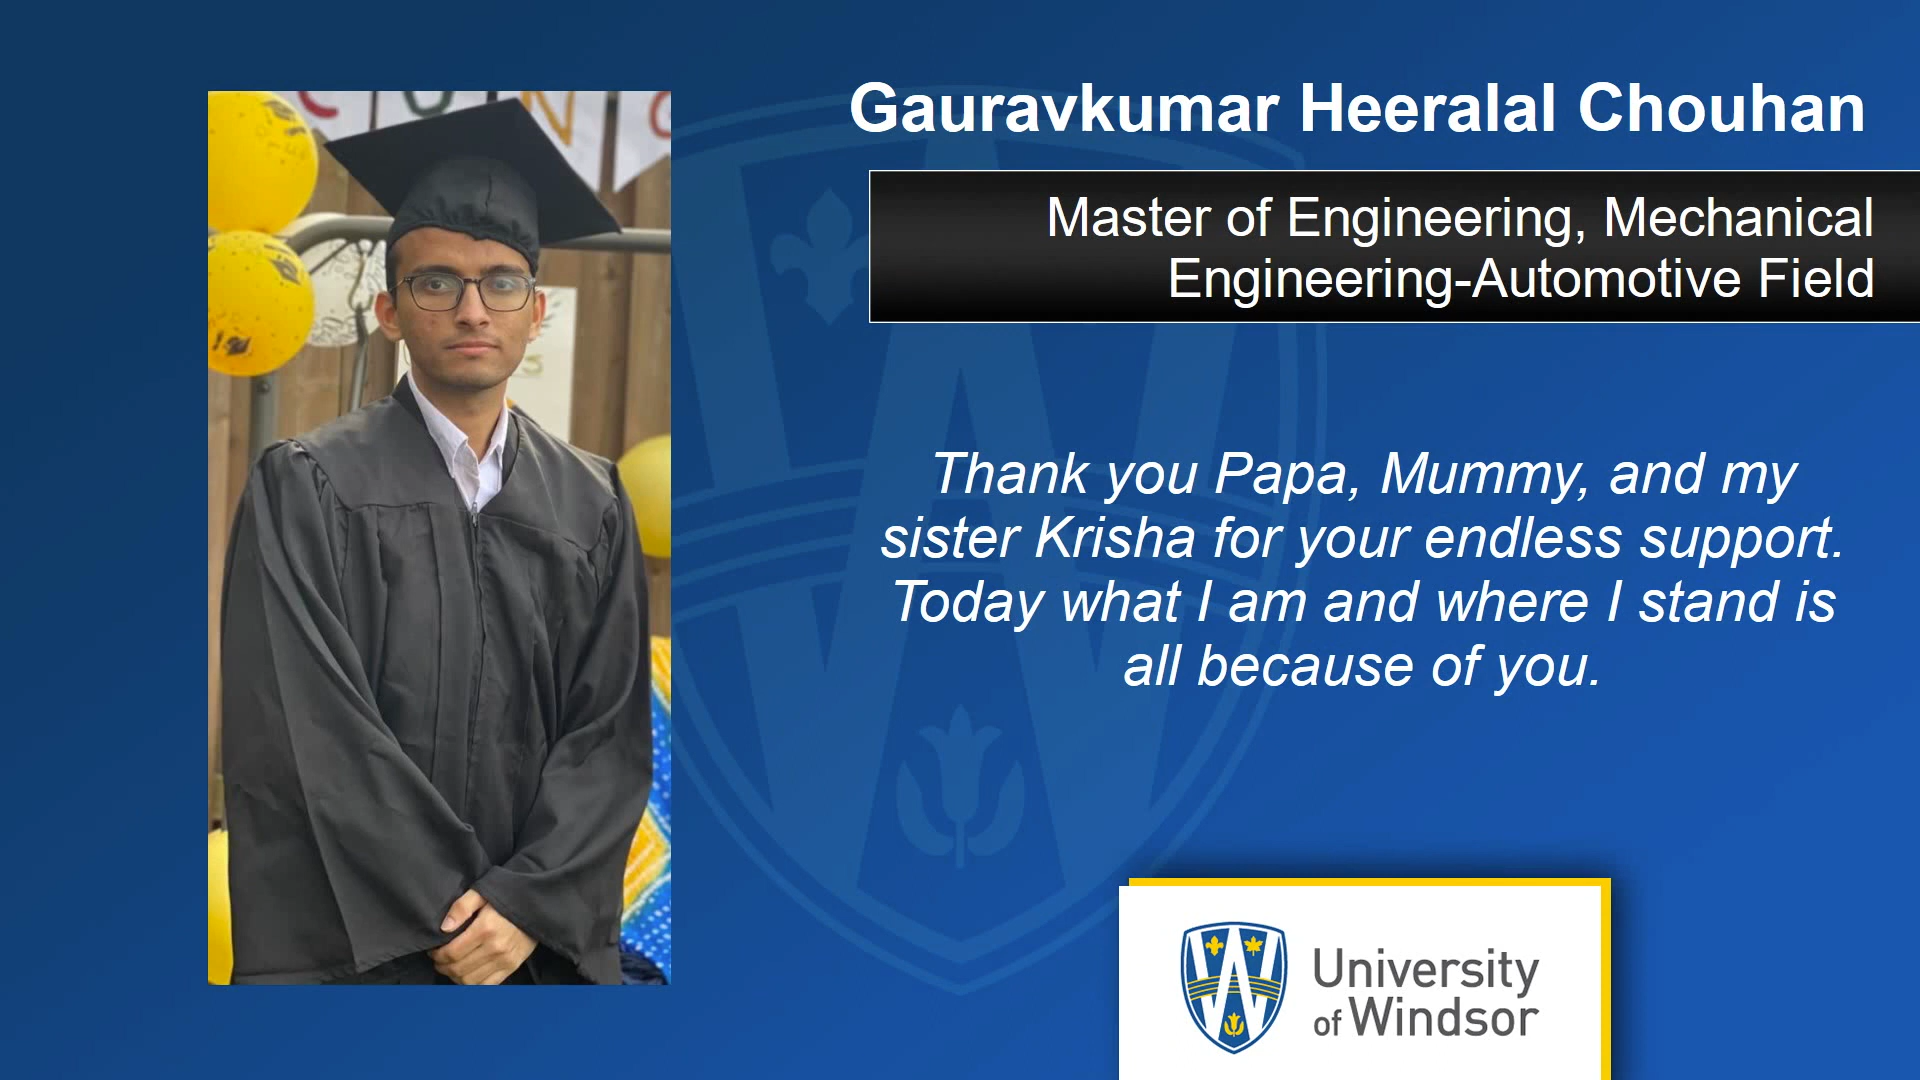 Gauravkumar Heeralal Chouhan
Master of Engineering, Mechanical
Engineering-Automotive Field
Thank you Papa, Mummy, and my
sister Krisha for your endless support.
Today what I am and where I stand is
all because of you.
University
of Windsor